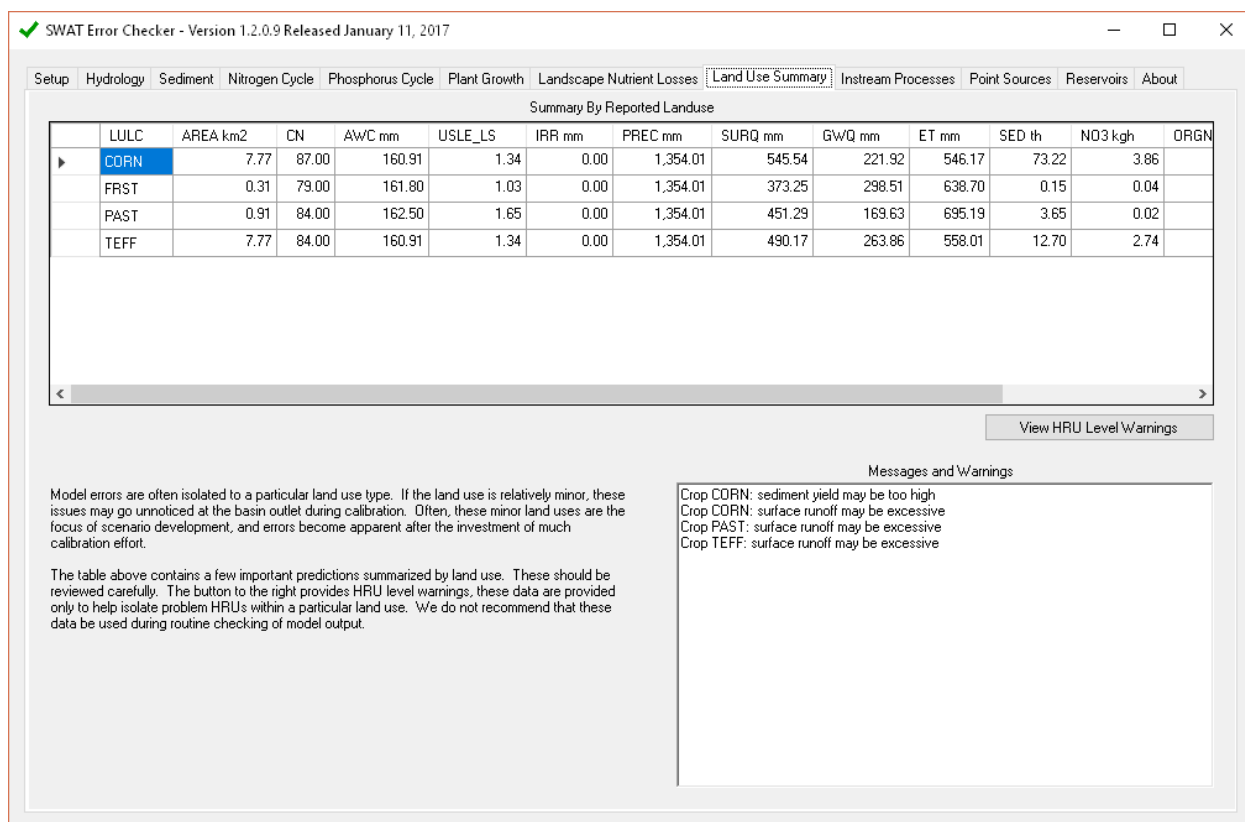 SWAT Error Checker - Version 1.2.0.9 Released January 11, 2017
Setup Hydrology Sediment Nitrogen Cycle Phosphorus Cycle Plant Growth Landscape Nutrient Losses Land Use Summary Instream Processes Point Sources Reservoirs About
Summary By Reported Landuse
LULC AREA km2 CN AWC mm USLE_LS IRR mm PREC mm SURQ mm GWQ mm ET mm SED th NO3 kgh ORGN
CORN 7.77 87.00 160.91 1.34 0.00 1,354.01 545.54 221.92 546.17 73.22 3.86
FRST 0.31 79.00 161.80 1.03 0.00 1,354.01 373.25 298.51 638.70 0.15 0.04
PAST 0.91 84.00 162.50 1.65 0.00 1,354.01 451.29 169.63 695.19 3.65 0.02
TEFF 7.77 84.00 160.91 1.34 0.00 1,354.01 490.17 263.86 558.01 12.70 2.74
View HRU Level Warnings
Model errors are often isolated to a particular land use type. If the land use is relatively minor, these
issues may go unnoticed at the basin outlet during calibration. Often, these minor land uses are the
focus of scenario development, and errors become apparent after the investment of much
calibration effort.
The table above contains a few important predictions summarized by land use. These should be
reviewed carefully. The button to the right provides HRU level warnings, these data are provided
only to help isolate problem HRUs within a particular land use. We do not recommend that these
data be used during routine checking of model output.
Messages and Warnings
Crop CORN: sediment yield may be too high
Crop CORN: surface runoff may be excessive
Crop PAST: surface runoff may be excessive
Crop TEFF: surface runoff may be excessive